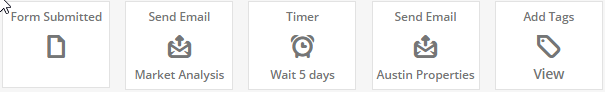 Form Submitted
Send Email
Market Analysis
Timer
Wait 5 days
Send Email
Austin Properties
Add Tags
View